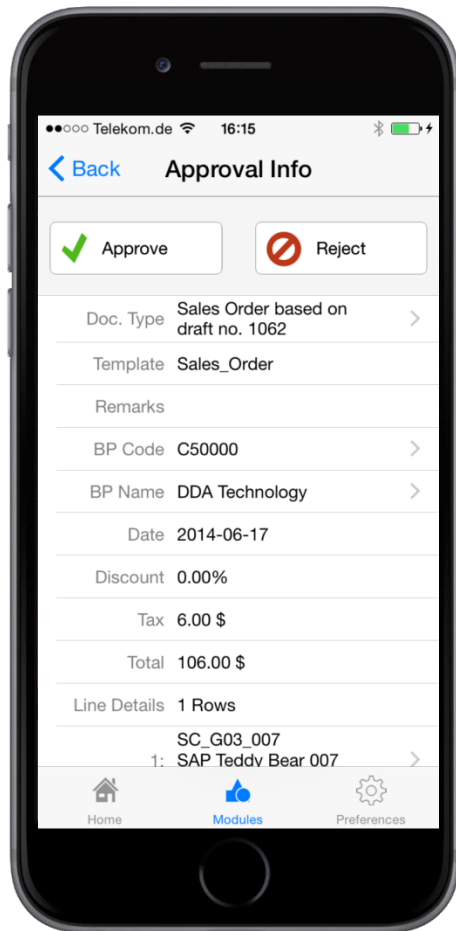 Telekom.de 16:15
Back Approval Info
Approve Reject
Doc. Type Sales Order based on
draft no. 1062
Template Sales_Order
Remarks
BP Code C50000
BP Name DDA Technology
Date 2014-06-17
Discount 0.00%
Tax 6.00 $
Total 106.00 $
Line Details 1 Rows
SC_G03_007
1: SAP Teddy Bear 007
Home Modules Preferences